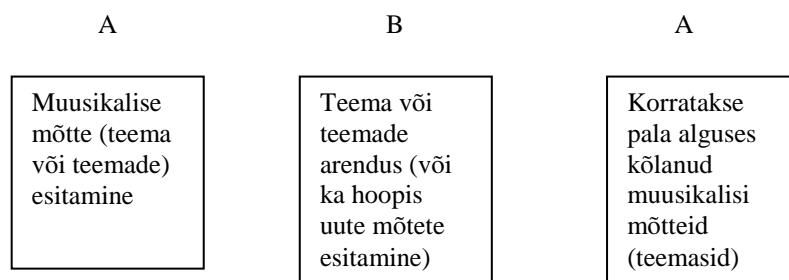 A B A
Muusikalise
mõtte (teema
või teemade)
esitamine
Teema või
teemade
arendus (või
ka hoopis
uute mõtete
esitamine)
Korratakse
pala alguses
kõlanud
muusikalisi
mõtteid
(teemasid)